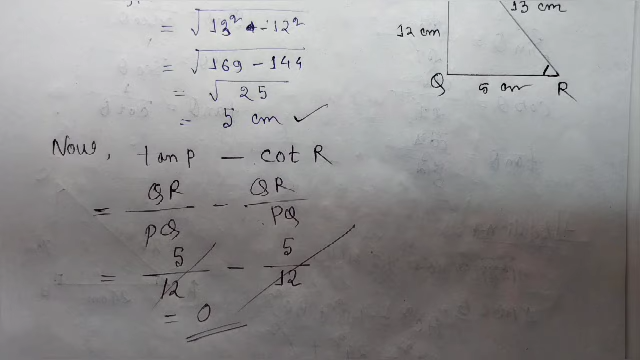 = √13² - 12²
= √169 - 144
= √25
= 5 cm ✓
12 cm
13 cm
Q
5 cm
R
Now, tan P - cot R
= QR/PQ - QR/PQ
= 5/12 - 5/12
= 0